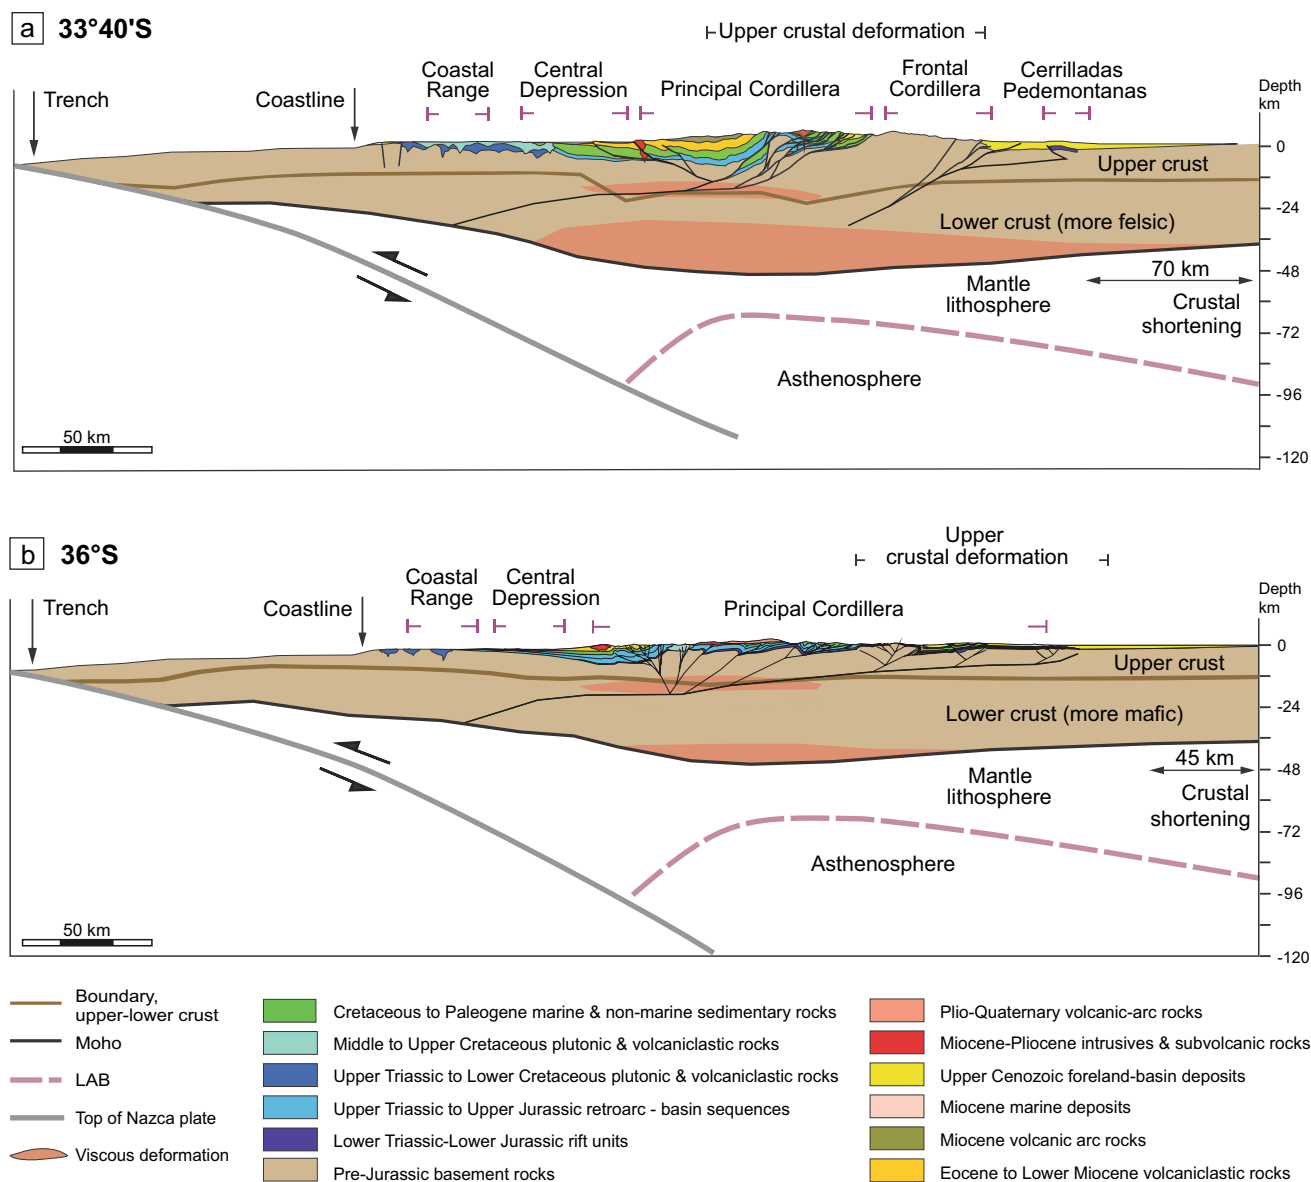 a 33°40'S
Upper crustal deformation
Trench
Coastline
Coastal
Range
Central
Depression
Principal Cordillera
Frontal
Cordillera
Cerrilladas
Pedemontanas
Depth
km
0
Upper crust
-24
Lower crust (more felsic)
-48
70 km
Mantle
lithosphere
Crustal
shortening
-72
Asthenosphere
-96
50 km
-120
b 36°S
Upper
crustal deformation
Trench
Coastline
Coastal
Range
Central
Depression
Principal Cordillera
Depth
km
0
Upper crust
-24
Lower crust (more mafic)
45 km
-48
Mantle
lithosphere
Crustal
shortening
-72
Asthenosphere
-96
50 km
-120
Boundary,
upper-lower crust
Moho
LAB
Top of Nazca plate
Viscous deformation
Cretaceous to Paleogene marine & non-marine sedimentary rocks
Middle to Upper Cretaceous plutonic & volcaniclastic rocks
Upper Triassic to Lower Cretaceous plutonic & volcaniclastic rocks
Upper Triassic to Upper Jurassic retroarc - basin sequences
Lower Triassic-Lower Jurassic rift units
Pre-Jurassic basement rocks
Plio-Quaternary volcanic-arc rocks
Miocene-Pliocene intrusives & subvolcanic rocks
Upper Cenozoic foreland-basin deposits
Miocene marine deposits
Miocene volcanic arc rocks
Eocene to Lower Miocene volcaniclastic rocks